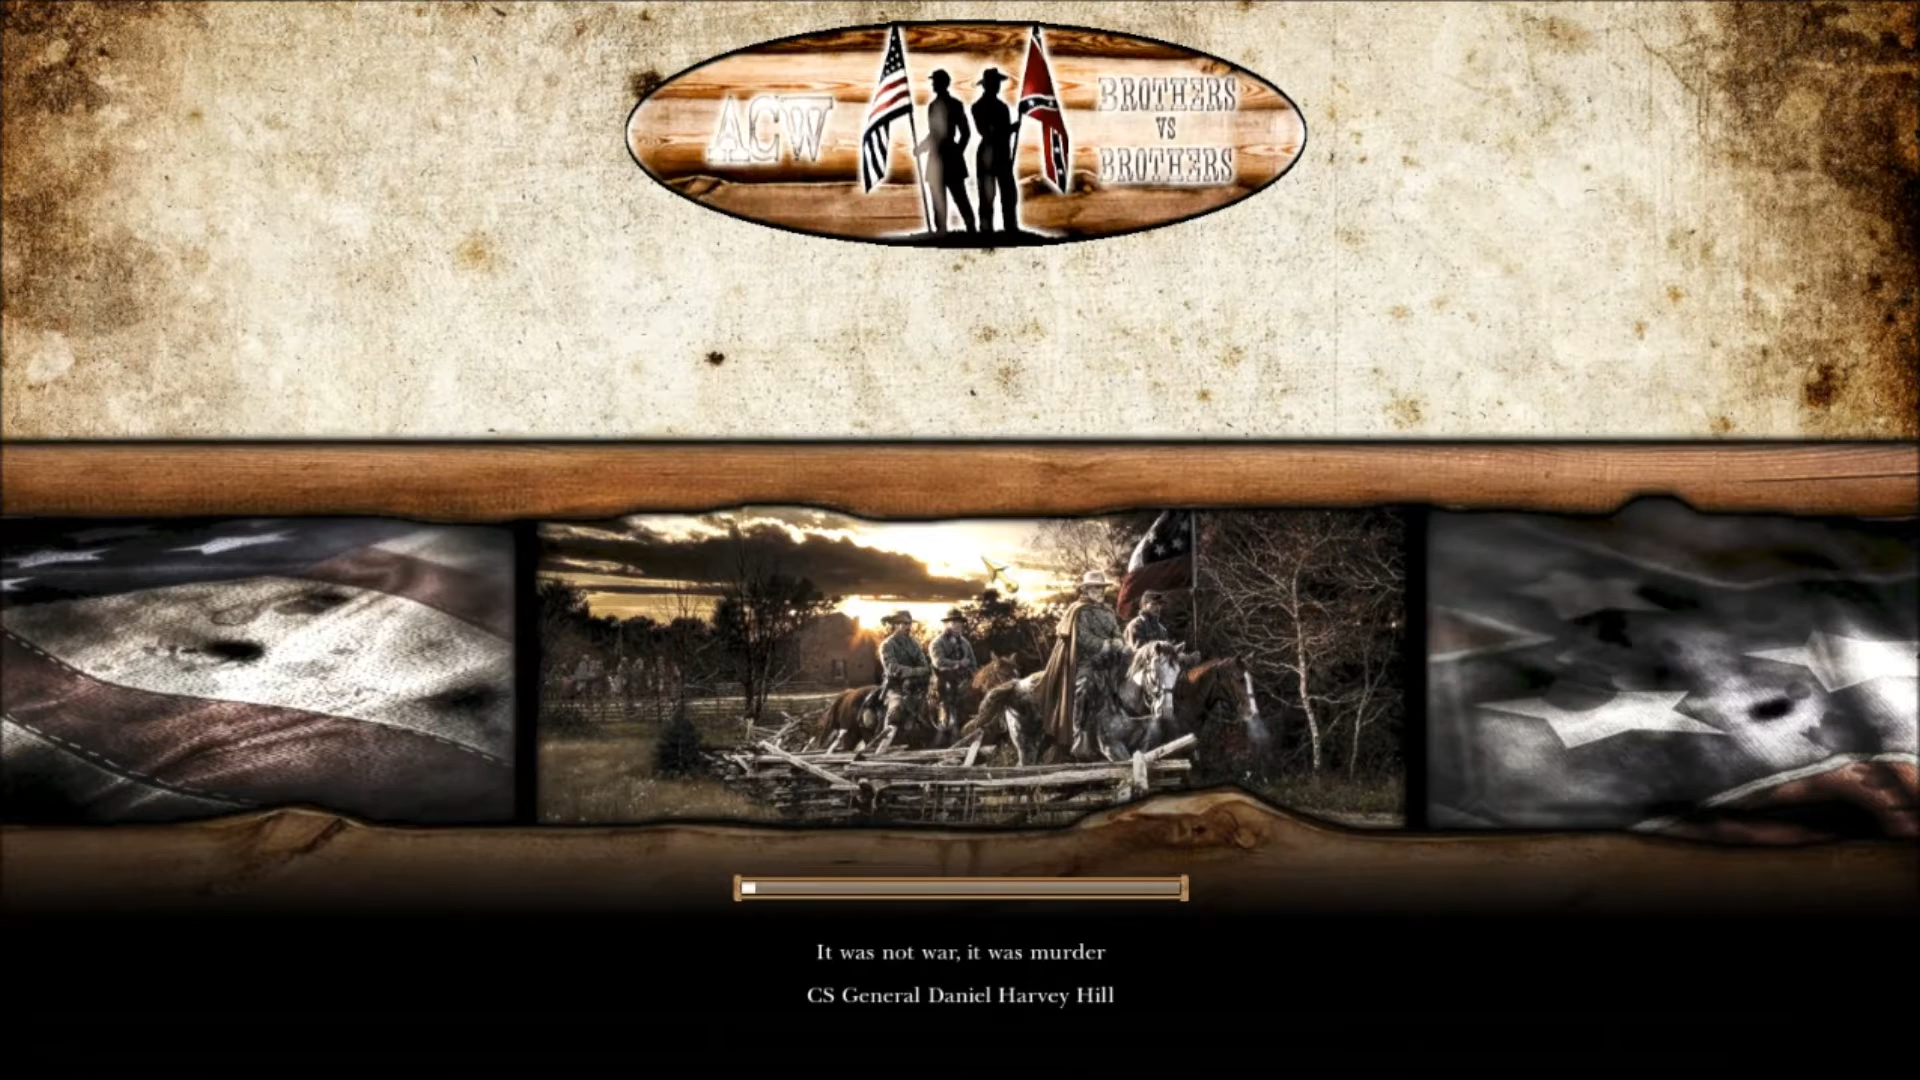 ACW
BROTHERS
VS
BROTHERS
It was not war, it was murder
CS General Daniel Harvey Hill